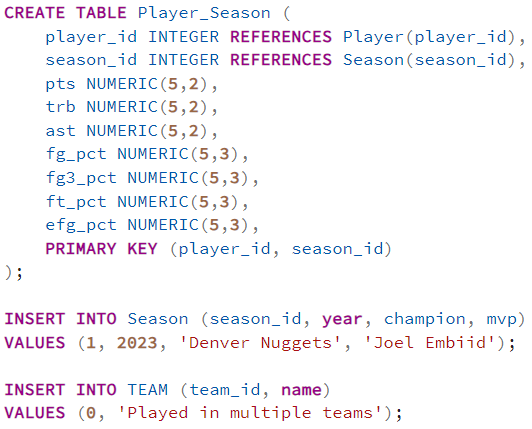 CREATE TABLE Player_Season (
    player_id INTEGER REFERENCES Player(player_id),
    season_id INTEGER REFERENCES Season(season_id),
    pts NUMERIC(5,2),
    trb NUMERIC(5,2),
    ast NUMERIC(5,2),
    fg_pct NUMERIC(5,3),
    fg3_pct NUMERIC(5,3),
    ft_pct NUMERIC(5,3),
    efg_pct NUMERIC(5,3),
    PRIMARY KEY (player_id, season_id)
);

INSERT INTO Season (season_id, year, champion, mvp)
VALUES (1, 2023, 'Denver Nuggets', 'Joel Embiid');

INSERT INTO TEAM (team_id, name)
VALUES (0, 'Played in multiple teams');